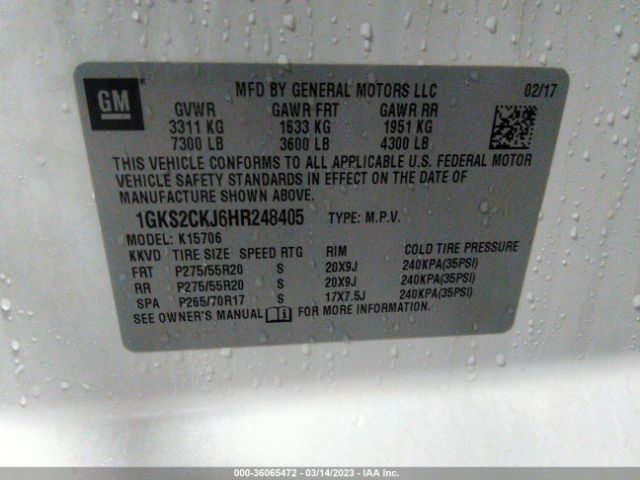 GM
MFD BY GENERAL MOTORS LLC 02/17
GVWR GAWR FRT GAWR RR
3311 KG 1633 KG 1951 KG
7300 LB 3600 LB 4300 LB
THIS VEHICLE CONFORMS TO ALL APPLICABLE U.S. FEDERAL MOTOR
VEHICLE SAFETY STANDARDS IN EFFECT ON THE DATE OF
MANUFACTURE SHOWN ABOVE.
1GKS2CKJ6HR248405 TYPE: M.P.V.
MODEL: K15706
KKVD TIRE SIZE SPEED RTG RIM COLD TIRE PRESSURE
FRT P275/55R20 S 20X9J 240KPA(35PSI)
RR P275/55R20 S 20X9J 240KPA(35PSI)
SPA P265/70R17 S 17X7.5J 240KPA(35PSI)
SEE OWNER'S MANUAL FOR MORE INFORMATION.
000-36065472 — 03/14/2023 — IAA Inc.